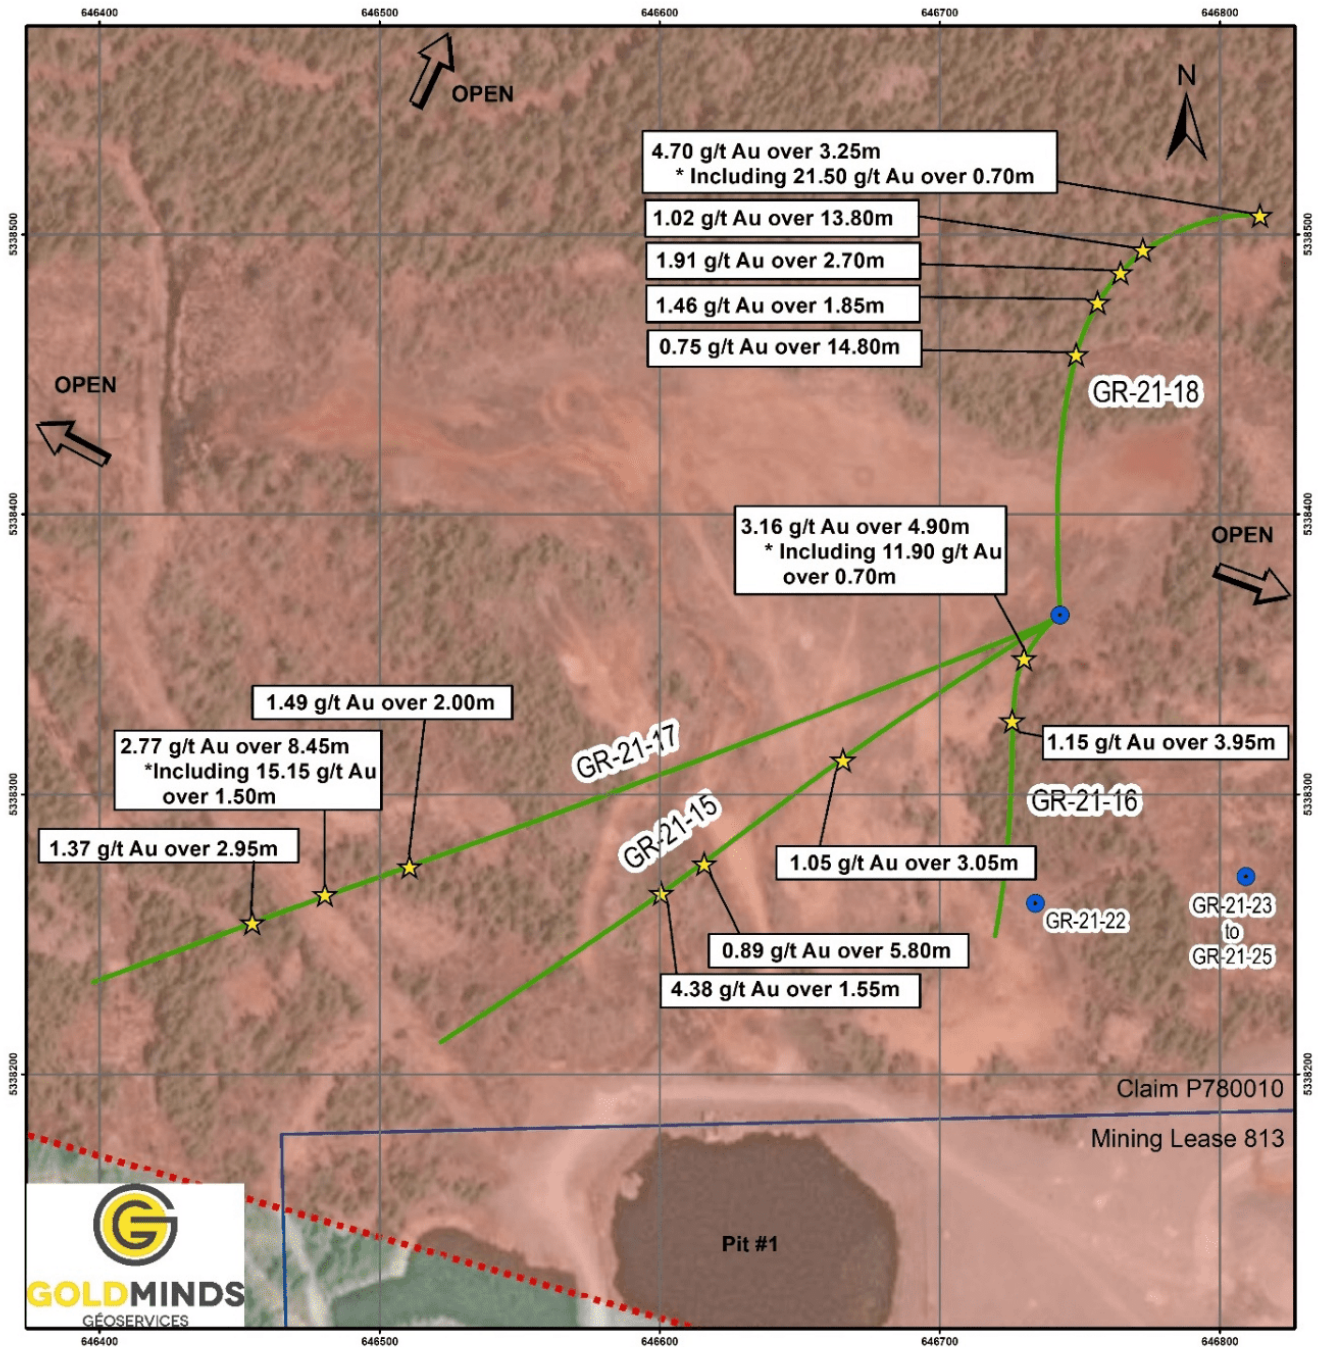 646400
646500
646600
646700
646800
OPEN
N
4.70 g/t Au over 3.25m
* Including 21.50 g/t Au over 0.70m
1.02 g/t Au over 13.80m
5338500
5338500
1.91 g/t Au over 2.70m
1.46 g/t Au over 1.85m
0.75 g/t Au over 14.80m
OPEN
GR-21-18
5338400
5338400
3.16 g/t Au over 4.90m
* Including 11.90 g/t Au
over 0.70m
OPEN
1.49 g/t Au over 2.00m
2.77 g/t Au over 8.45m
*Including 15.15 g/t Au
over 1.50m
GR-21-17
1.15 g/t Au over 3.95m
5338300
5338300
GR-21-16
GR-21-15
1.37 g/t Au over 2.95m
1.05 g/t Au over 3.05m
GR-21-22
GR-21-23
to
GR-21-25
0.89 g/t Au over 5.80m
4.38 g/t Au over 1.55m
5338200
5338200
Claim P780010
Mining Lease 813
Pit #1
GOLDMINDS
GÉOSERVICES
646400
646500
646600
646700
646800